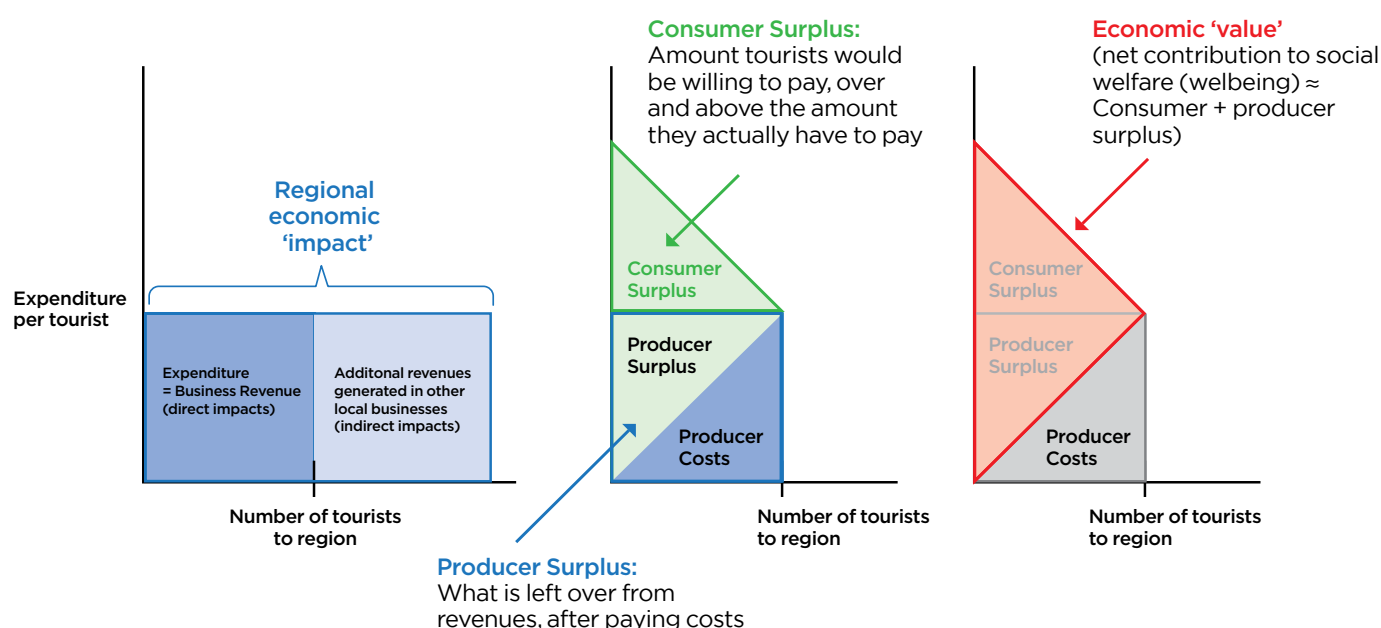 Consumer Surplus:
Amount tourists would
be willing to pay, over
and above the amount
they actually have to pay
Economic ‘value’
(net contribution to social
welfare (welbeing) ≈
Consumer + producer
surplus)
Regional
economic
‘impact’
Expenditure
per tourist
Expenditure
= Business Revenue
(direct impacts)
Additonal revenues
generated in other
local businesses
(indirect impacts)
Number of tourists
to region
Consumer
Surplus
Producer
Surplus
Producer
Costs
Number of tourists
to region
Producer Surplus:
What is left over from
revenues, after paying costs
Consumer
Surplus
Producer
Surplus
Producer
Costs
Number of tourists
to region